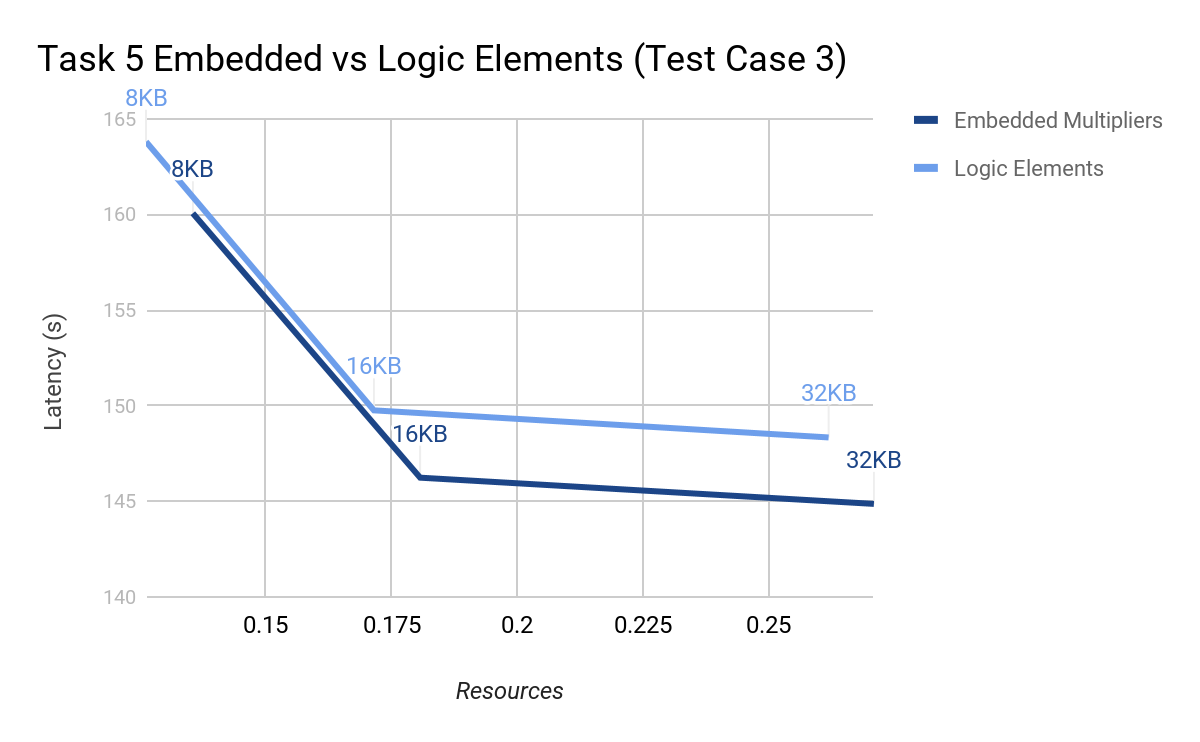 Task 5 Embedded vs Logic Elements (Test Case 3)
8KB
165
Embedded Multipliers
8KB
Logic Elements
160
155
Latency (s)
16KB
32KB
150
16KB
32KB
145
140
0.15 0.175 0.2 0.225 0.25
Resources